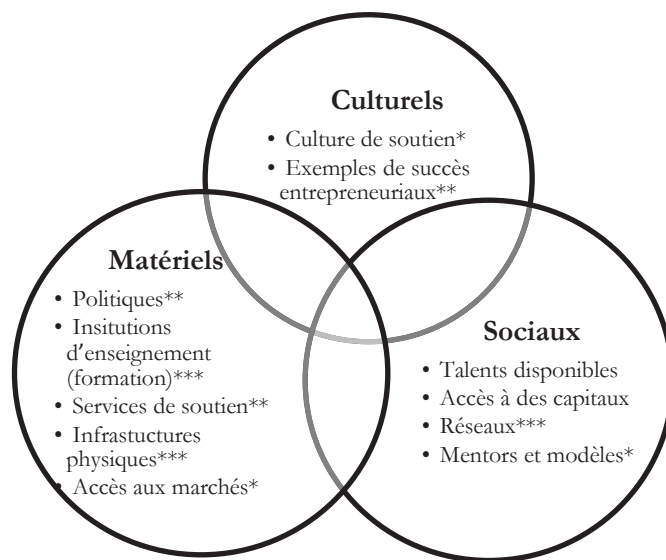 Culturels
• Culture de soutien*
• Exemples de succès
entrepreneuriaux**
Matériels
• Politiques**
• Insitutions
d'enseignement
(formation)***
• Services de soutien**
• Infrastuctures
physiques***
• Accès aux marchés*
Sociaux
• Talents disponibles
• Accès à des capitaux
• Réseaux***
• Mentors et modèles*